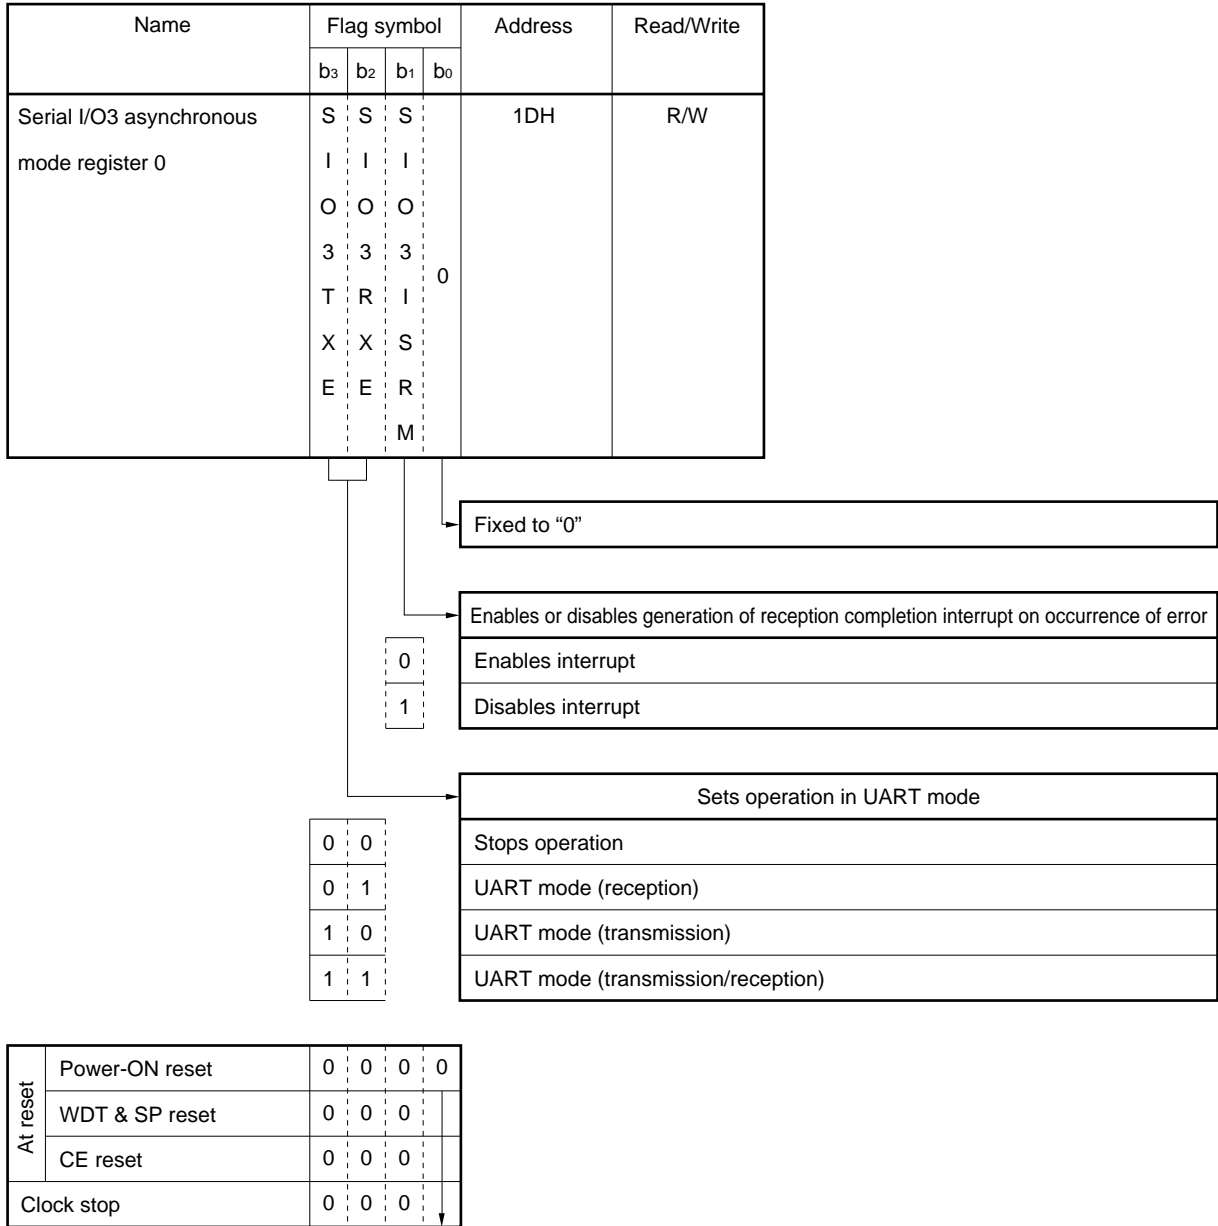 Name Flag symbol Address Read/Write
b3 b2 b1 b0
Serial I/O3 asynchronous S S S 1DH R/W
mode register 0 I I I
O O O
3 3 3
0
T R I
X X S
E E R
M
Fixed to “0”
Enables or disables generation of reception completion interrupt on occurrence of error
0 Enables interrupt
1 Disables interrupt
Sets operation in UART mode
0 0 Stops operation
0 1 UART mode (reception)
1 0 UART mode (transmission)
1 1 UART mode (transmission/reception)
At reset
Power-ON reset 0 0 0 0
WDT & SP reset 0 0 0
CE reset 0 0 0
Clock stop 0 0 0